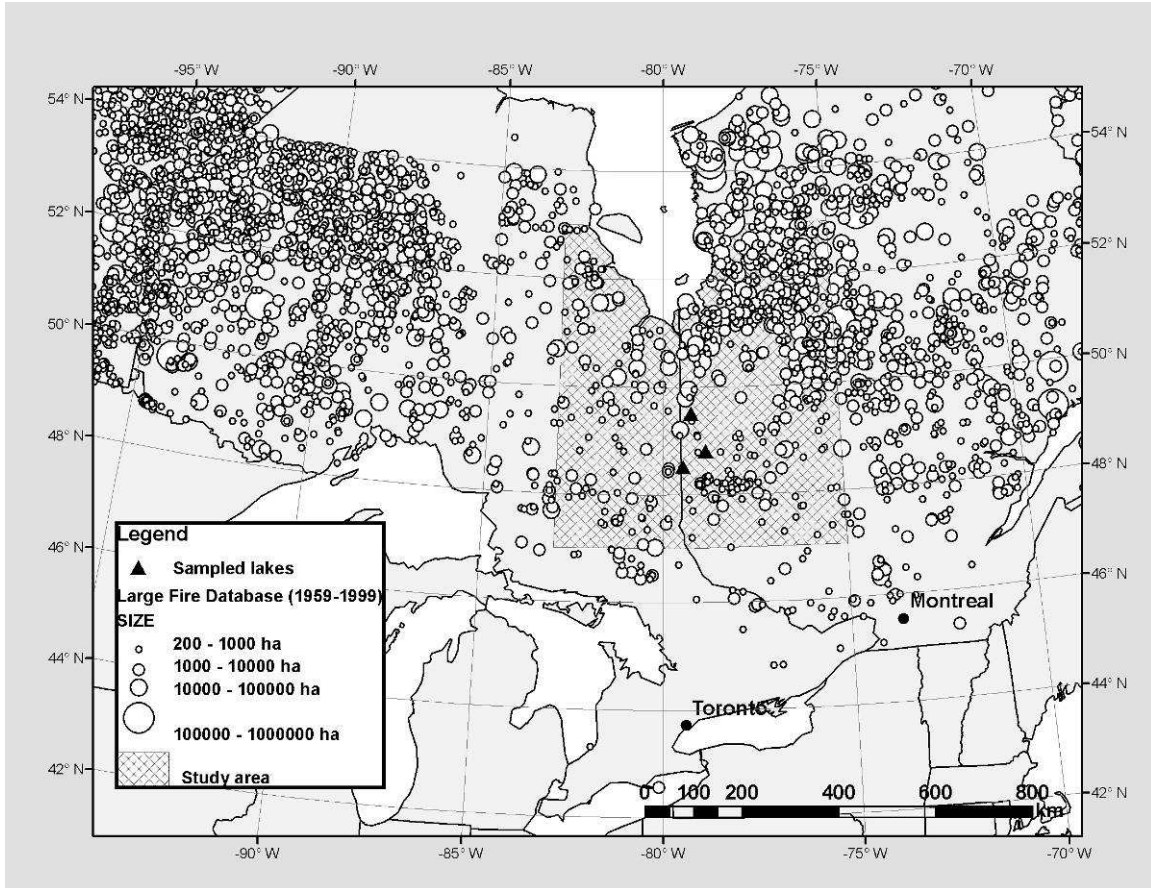 -95° W -90° W -85° W -80° W -75° W -70° W
54° N 54° N
52° N 52° N
50° N 50° N
48° N 48° N
46° N 46° N
44° N 44° N
42° N 42° N
Legend
Sampled lakes
Large Fire Database (1959-1999)
SIZE
200 - 1000 ha
1000 - 10000 ha
10000 - 100000 ha
100000 - 1000000 ha
Study area
Montreal
Toronto
0 100 200 400 600 800
km
-90° W -85° W -80° W -75° W -70° W